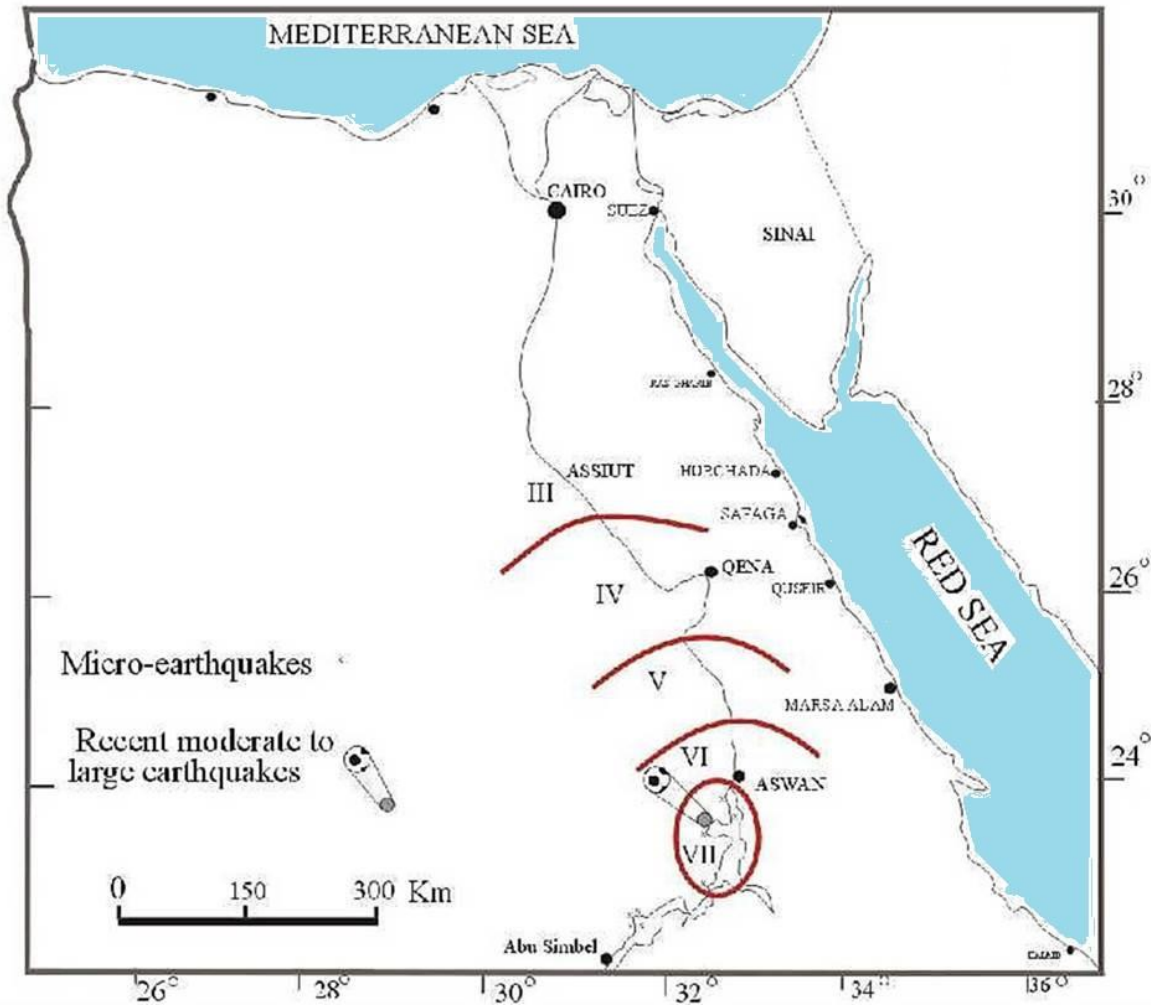 MEDITERRANEAN SEA
CAIRO
SUEZ
30°
SINAI
28°
ASSIUT
HURGHADA
III
SAFAGA
QENA
IV
QUSEIR
26°
RED SEA
Micro-earthquakes
V
MARSA ALAM
Recent moderate to
large earthquakes
VI
24°
ASWAN
VII
0 150 300 Km
Abu Simbel
26° 28° 30° 32° 34° 36°